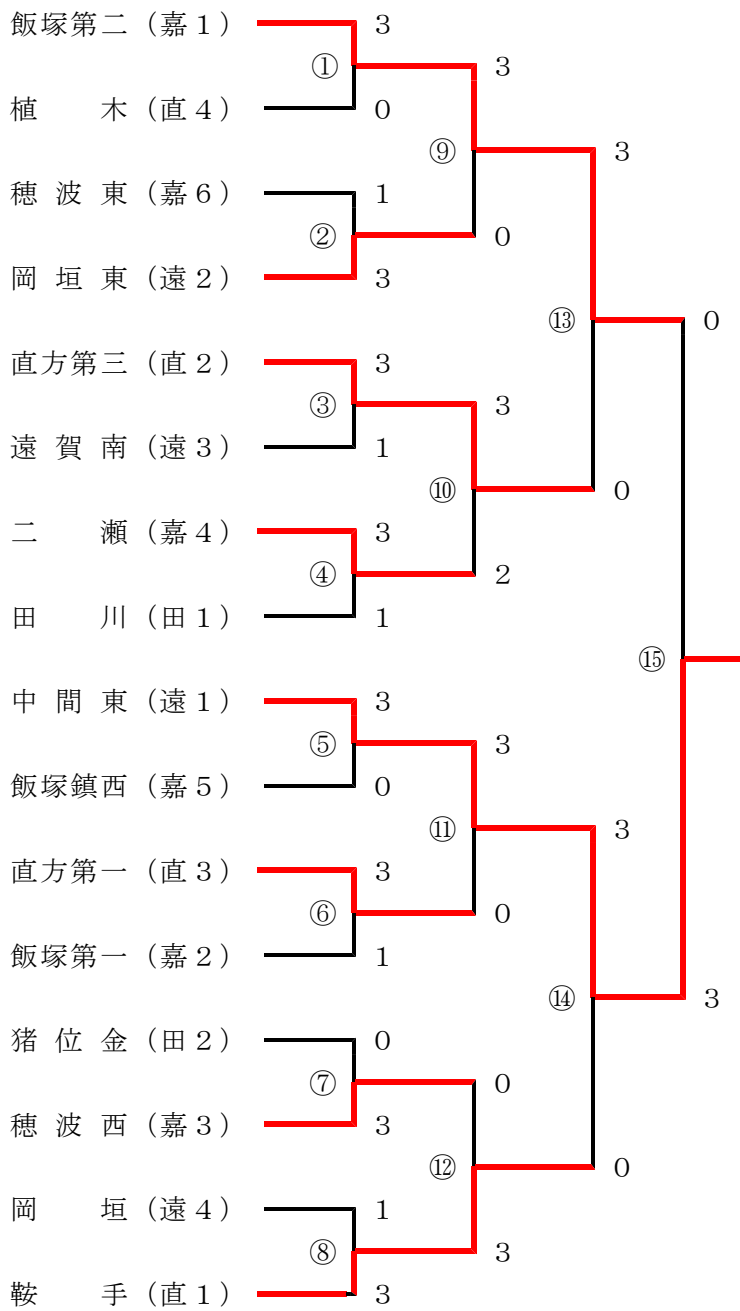 飯塚第二（嘉１） 3
① 3
植　　木（直４） 0
⑨ 3
穂 波 東（嘉６） 1
② 0
岡 垣 東（遠２） 3
⑬ 0
直方第三（直２） 3
③ 3
遠 賀 南（遠３） 1
⑩ 0
二　　瀬（嘉４） 3
④ 2
田　　川（田１） 1
⑮
中 間 東（遠１） 3
⑤ 3
飯塚鎮西（嘉５） 0
⑪ 3
直方第一（直３） 3
⑥ 0
飯塚第一（嘉２） 1
⑭ 3
猪 位 金（田２） 0
⑦ 0
穂 波 西（嘉３） 3
⑫ 0
岡　　垣（遠４） 1
⑧ 3
鞍　　手（直１） 3